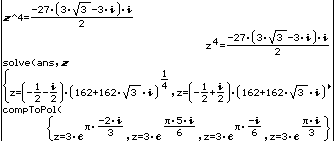 z^4=-27·(3·√3-3·i)·i/2
z^4=-27·(3·√3-3·i)·i/2
solve(ans,z
{z=(-1/2-i/2)·(162+162·√3·i)^1/4,z=(-1/2+i/2)·(162+162·√3·i)▶
compToPol(
{z=3·e^π·-2·i/3,z=3·e^π·5·i/6,z=3·e^π·-i/6,z=3·e^π·i/3}